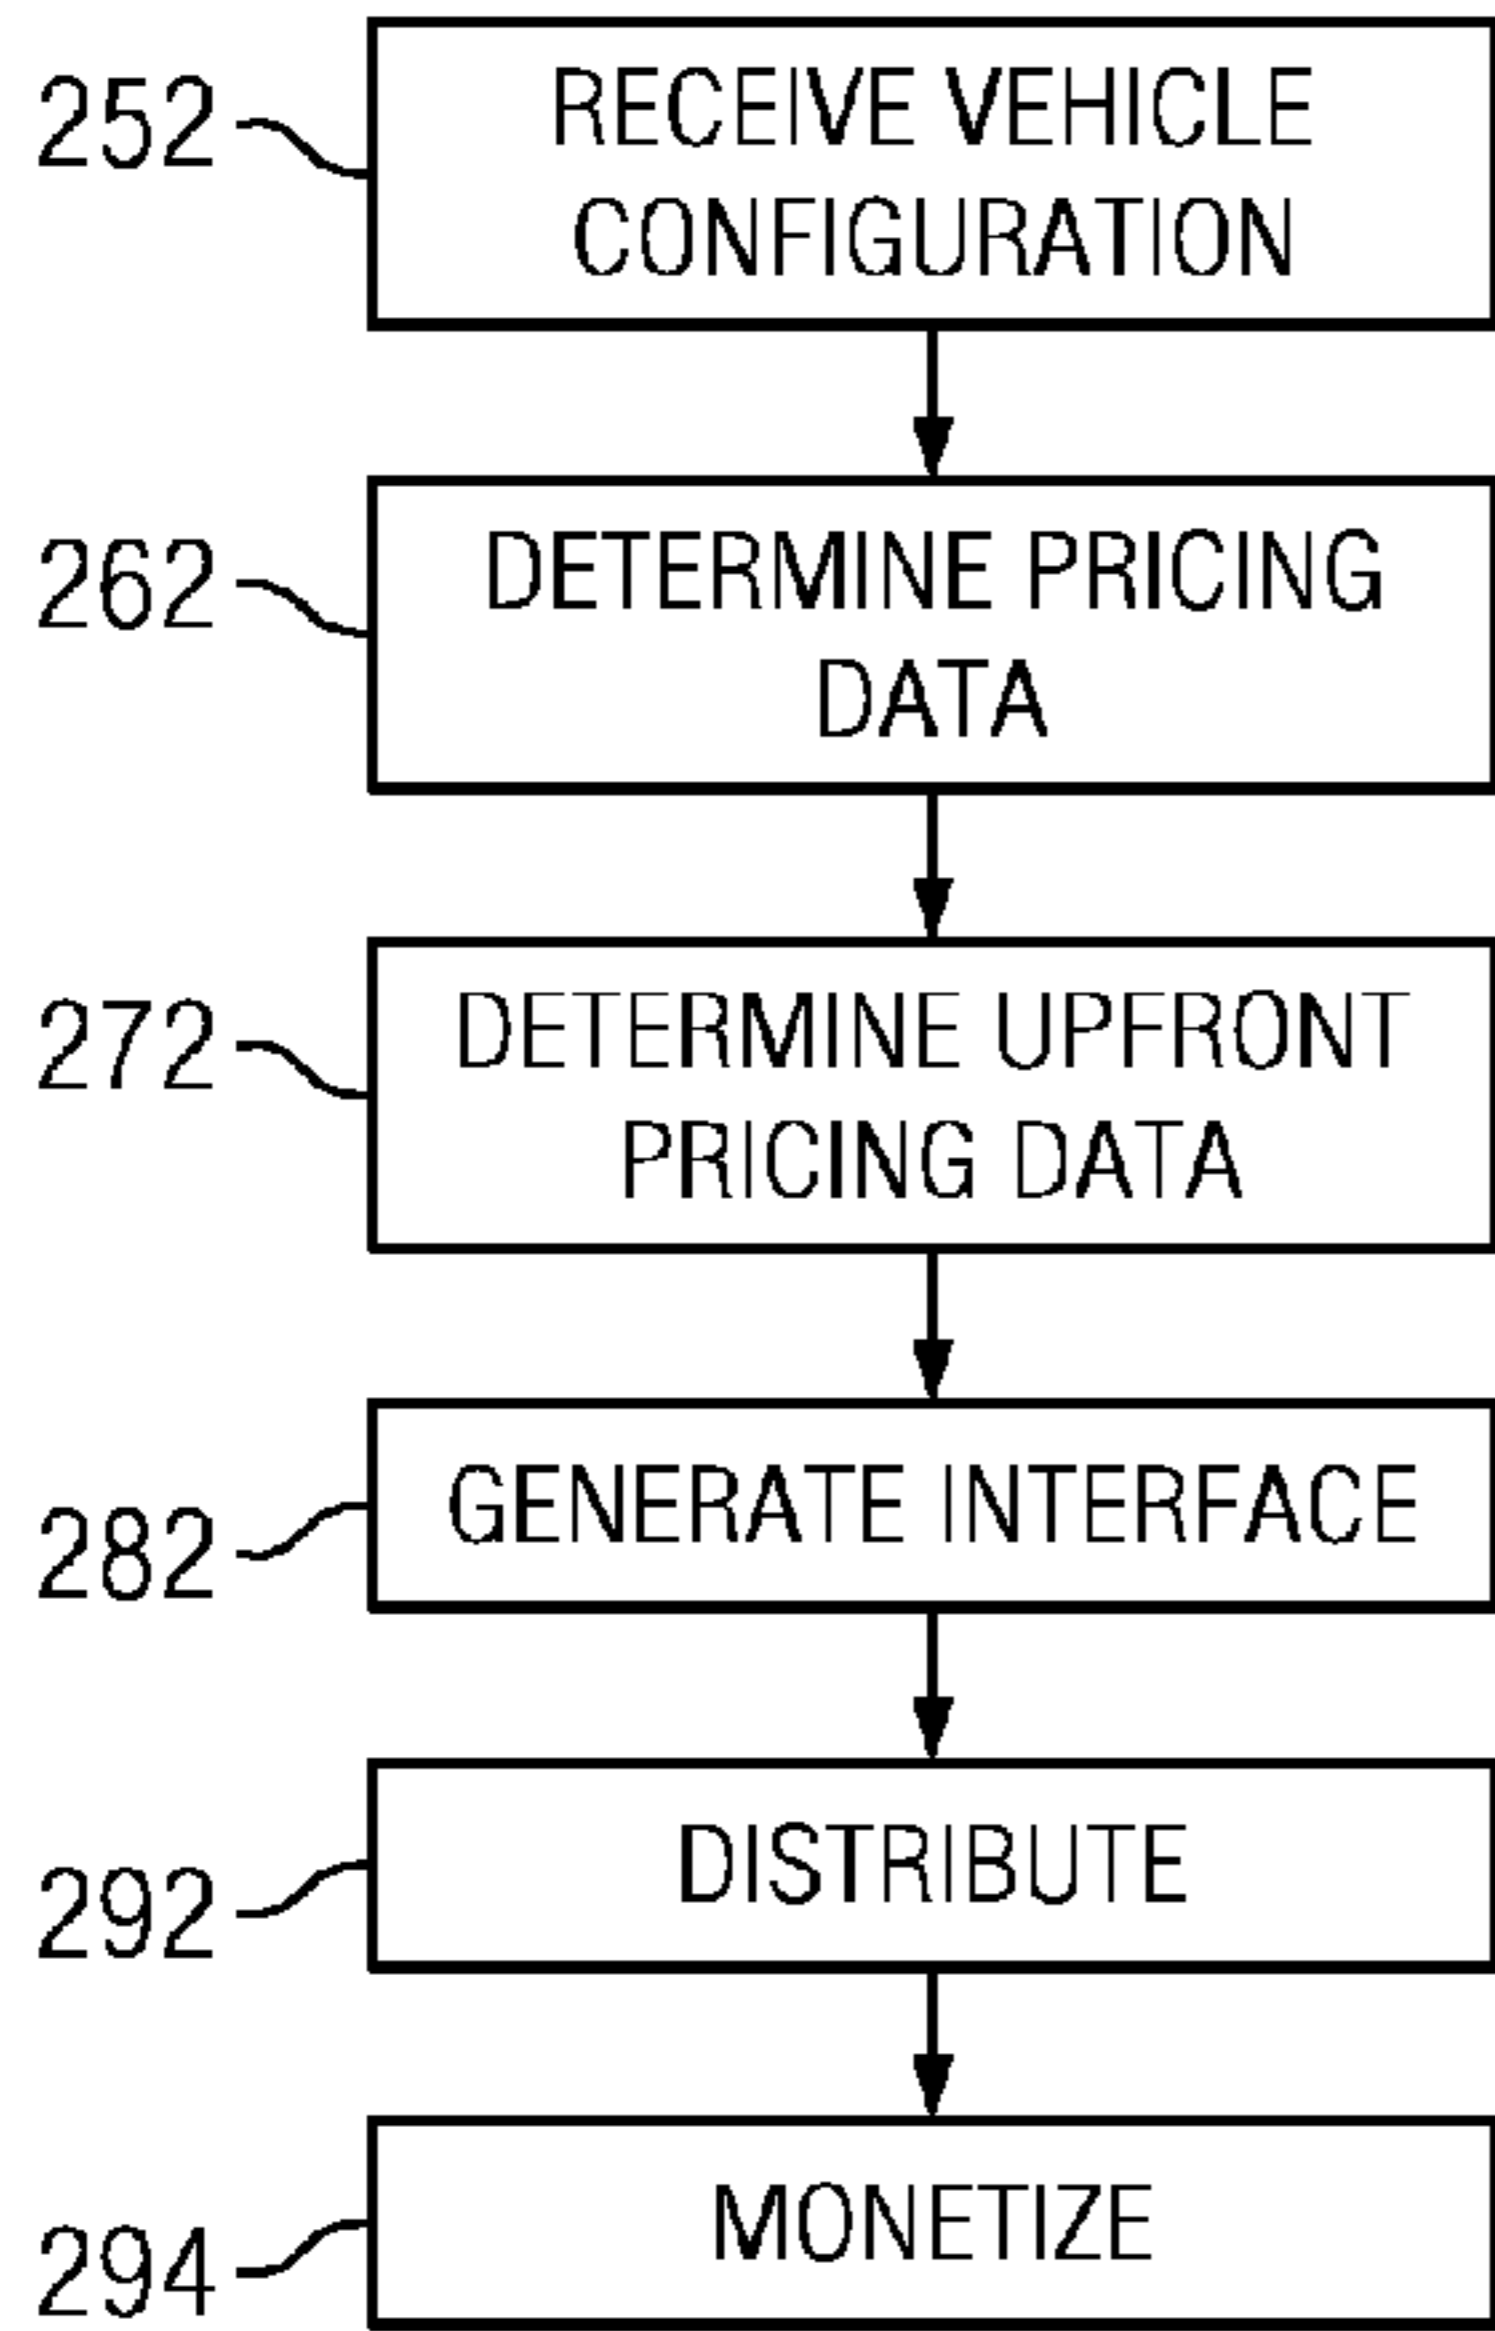 252
RECEIVE VEHICLE
CONFIGURATION
262
DETERMINE PRICING
DATA
272
DETERMINE UPFRONT
PRICING DATA
282
GENERATE INTERFACE
292
DISTRIBUTE
294
MONETIZE